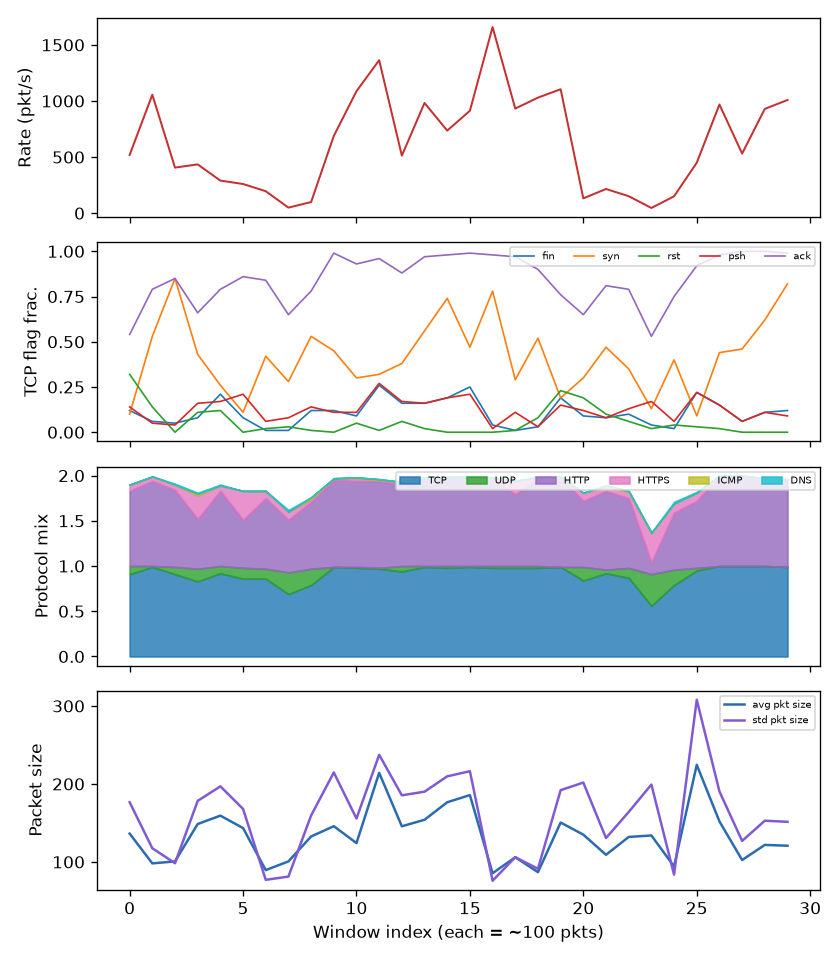 Rate (pkt/s)
1500
1000
500
0
TCP flag frac.
1.00
0.75
0.50
0.25
0.00
fin syn rst psh ack
Protocol mix
2.0
1.5
1.0
0.5
0.0
TCP UDP HTTP HTTPS ICMP DNS
Packet size
300
200
100
avg pkt size
std pkt size
0 5 10 15 20 25 30
Window index (each = ~100 pkts)